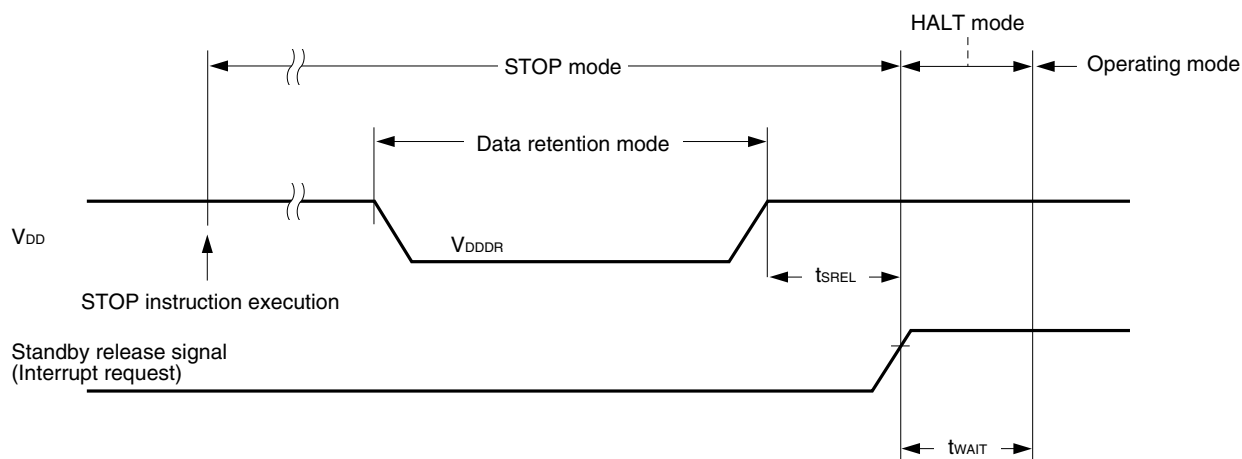 HALT mode
STOP mode
Operating mode
Data retention mode
VDD
VDDDR
tSREL
STOP instruction execution
Standby release signal
(Interrupt request)
tWAIT